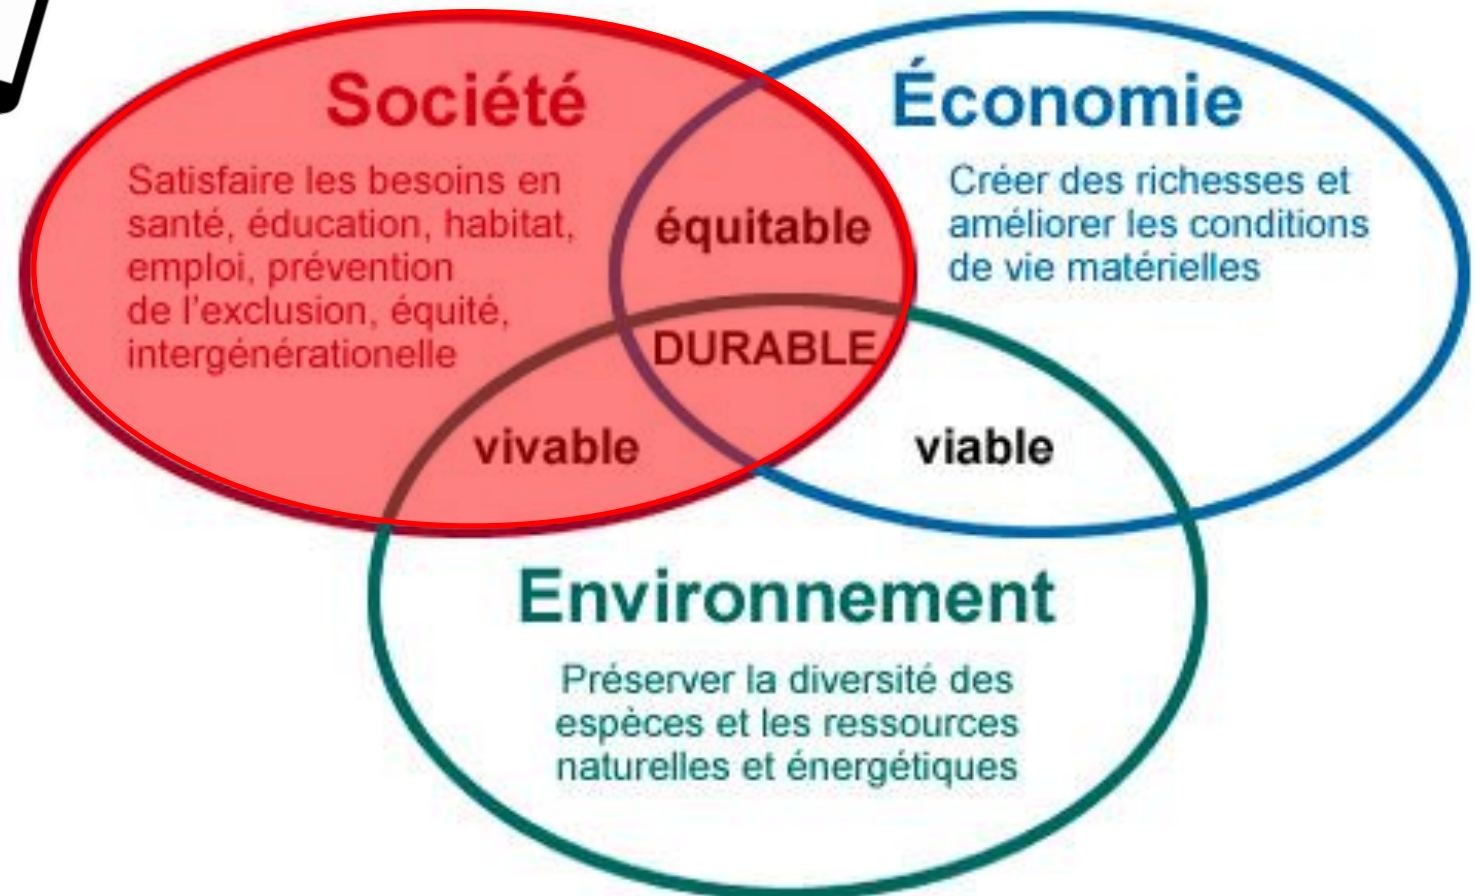 Société
Satisfaire les besoins en
santé, éducation, habitat,
emploi, prévention
de l'exclusion, équité,
intergénérationelle
Économie
Créer des richesses et
améliorer les conditions
de vie matérielles
équitable
DURABLE
vivable
viable
Environnement
Préserver la diversité des
espèces et les ressources
naturelles et énergétiques